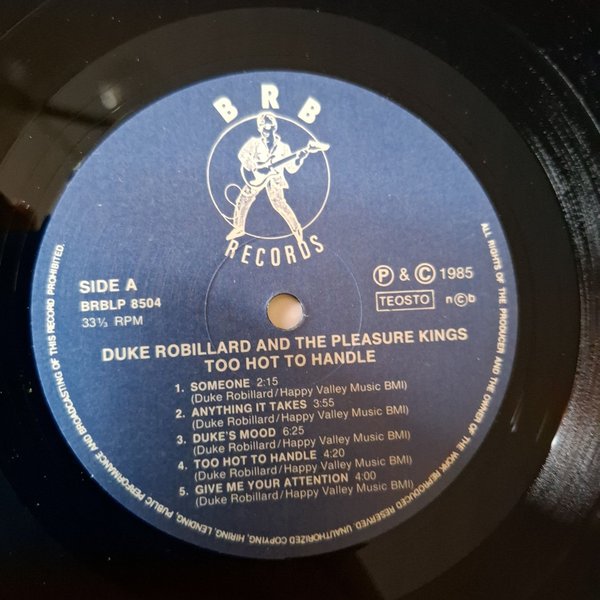 BRB
RECORDS
SIDE A
BRBLP 8504
33⅓ RPM
Ⓟ & © 1985
TEOSTO n©b
DUKE ROBILLARD AND THE PLEASURE KINGS
TOO HOT TO HANDLE
1. SOMEONE 2:15
(Duke Robillard/Happy Valley Music BMI)
2. ANYTHING IT TAKES 3:55
(Duke Robillard/Happy Valley Music BMI)
3. DUKE'S MOOD 6:25
(Duke Robillard/Happy Valley Music BMI)
4. TOO HOT TO HANDLE 4:20
(Duke Robillard/Happy Valley Music BMI)
5. GIVE ME YOUR ATTENTION 4:00
(Duke Robillard/Happy Valley Music BMI)
ALL RIGHTS OF THE PRODUCER AND THE OWNER OF THE WORK REPRODUCED RESERVED. UNAUTHORIZED COPYING, HIRING, LENDING, PUBLIC PERFORMANCE AND BROADCASTING OF THIS RECORD PROHIBITED.